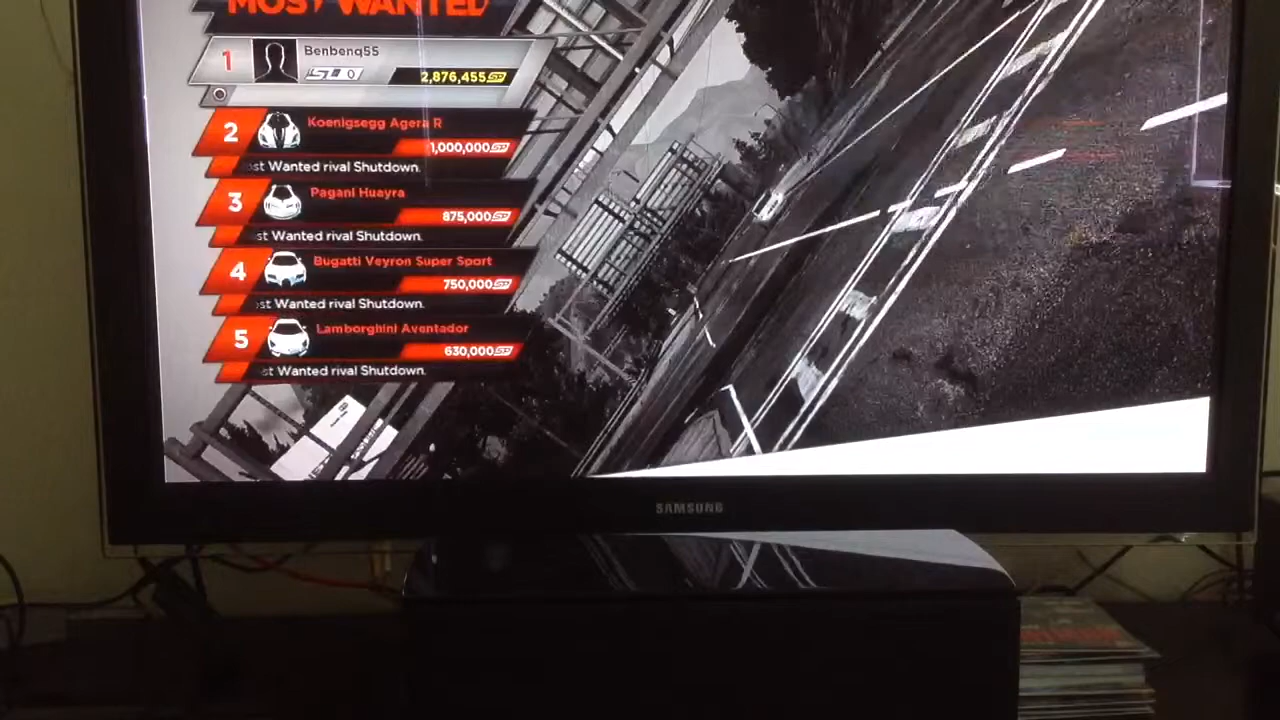 MOST WANTED
1
Benbenq55
0
2,876,455
2
Koenigsegg Agera R
1,000,000
st Wanted rival Shutdown.
3
Pagani Huayra
875,000
st Wanted rival Shutdown.
4
Bugatti Veyron Super Sport
750,000
st Wanted rival Shutdown.
5
Lamborghini Aventador
630,000
st Wanted rival Shutdown.
SAMSUNG